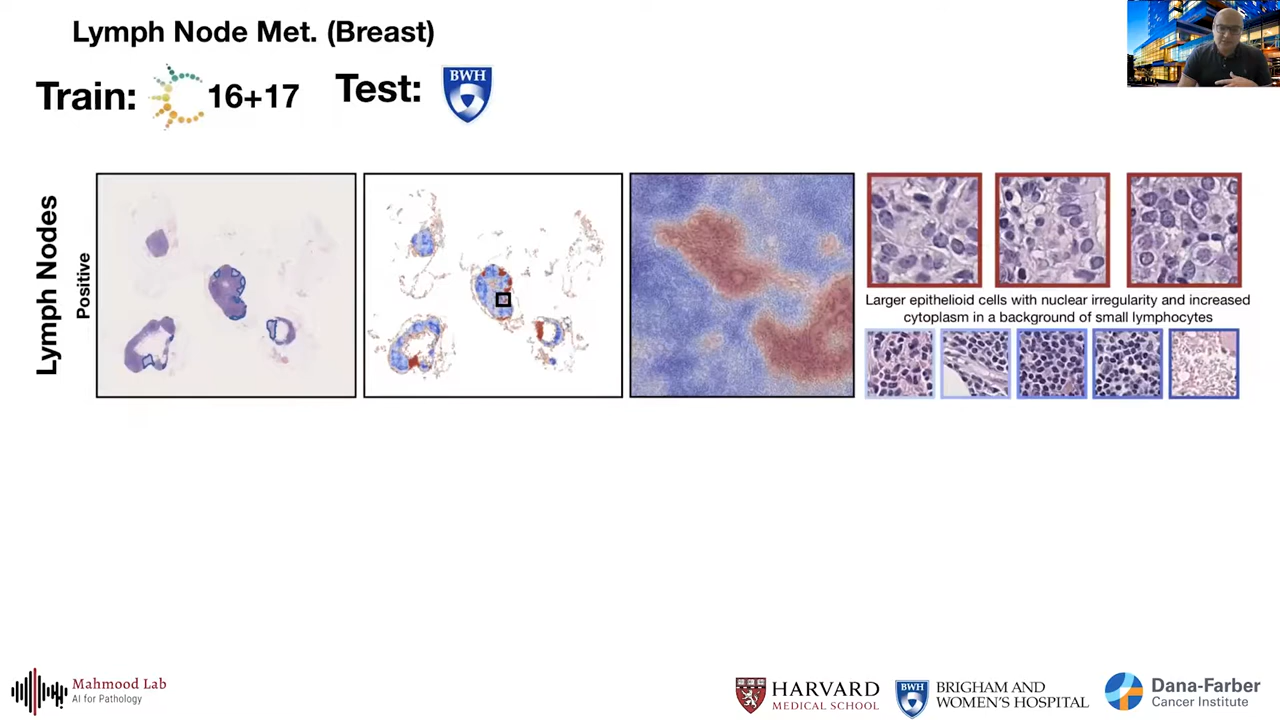 Lymph Node Met. (Breast)
Train: 16+17 Test: BWH
Lymph Nodes
Positive
Larger epithelioid cells with nuclear irregularity and increased
cytoplasm in a background of small lymphocytes
Mahmood Lab
AI for Pathology
HARVARD
MEDICAL SCHOOL
BWH
BRIGHAM AND
WOMEN'S HOSPITAL
Dana-Farber
Cancer Institute